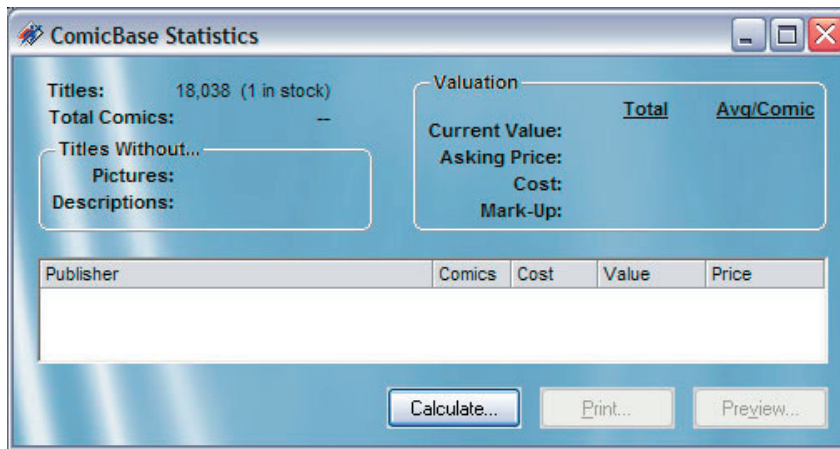 ComicBase Statistics
Titles: 18,038 (1 in stock)
Total Comics: --
Titles Without...
Pictures:
Descriptions:
Valuation
Total Avg/Comic
Current Value:
Asking Price:
Cost:
Mark-Up:
Publisher Comics Cost Value Price
Calculate... Print... Preview...